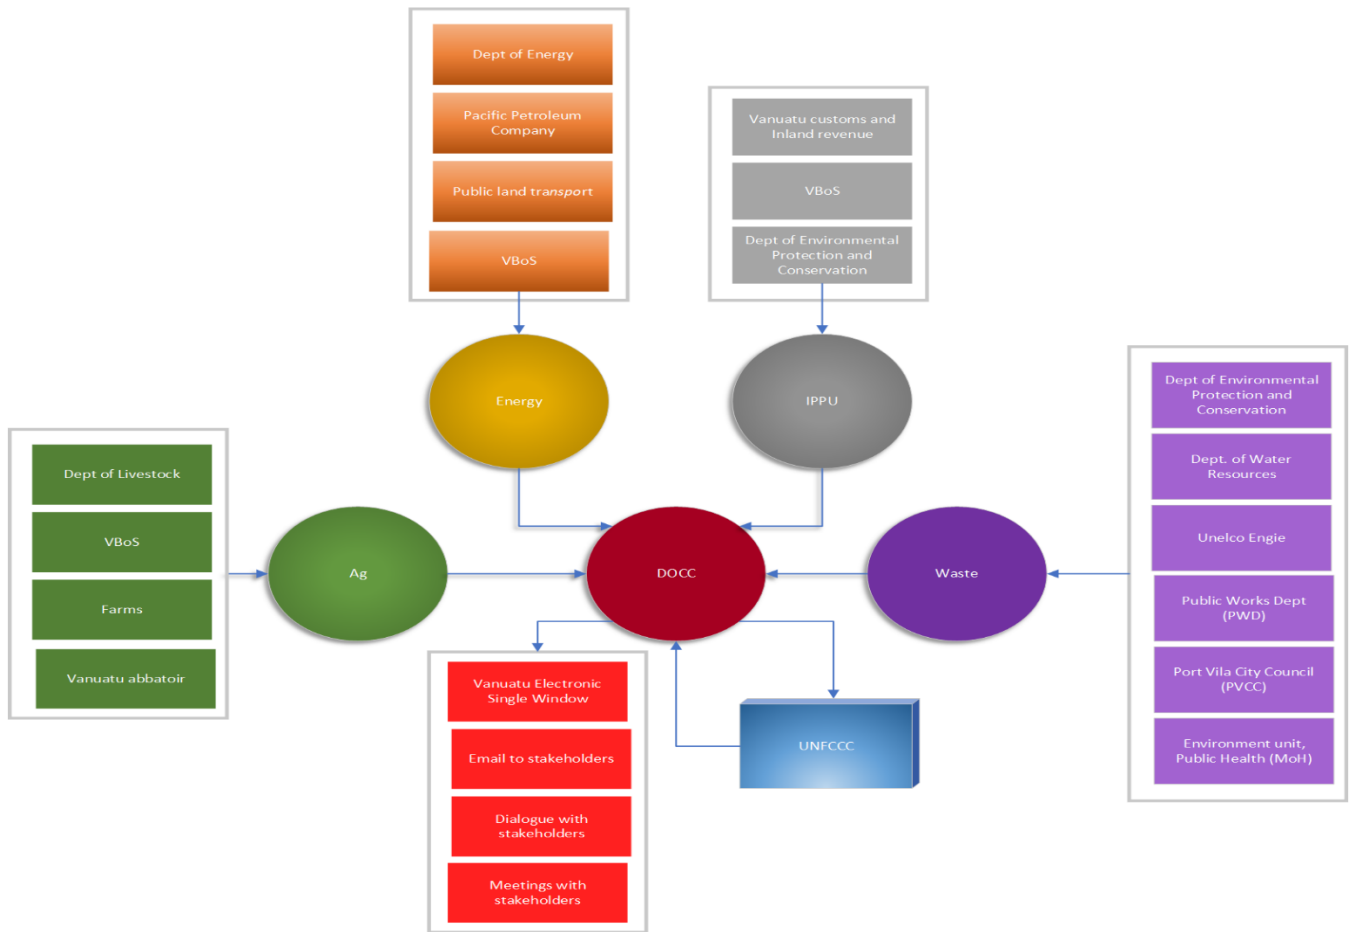 Dept of Energy
Pacific Petroleum
Company
Public land transport
VBoS
Vanuatu customs and
Inland revenue
VBoS
Dept of Environmental
Protection and
Conservation
Energy
IPPU
Dept of Livestock
VBoS
Farms
Vanuatu abbatoir
Ag
DOCC
Waste
Dept of Environmental
Protection and
Conservation
Dept. of Water
Resources
Unelco Engie
Public Works Dept
(PWD)
Port Vila City Council
(PVCC)
Environment unit,
Public Health (MoH)
Vanuatu Electronic
Single Window
Email to stakeholders
Dialogue with
stakeholders
Meetings with
stakeholders
UNFCCC